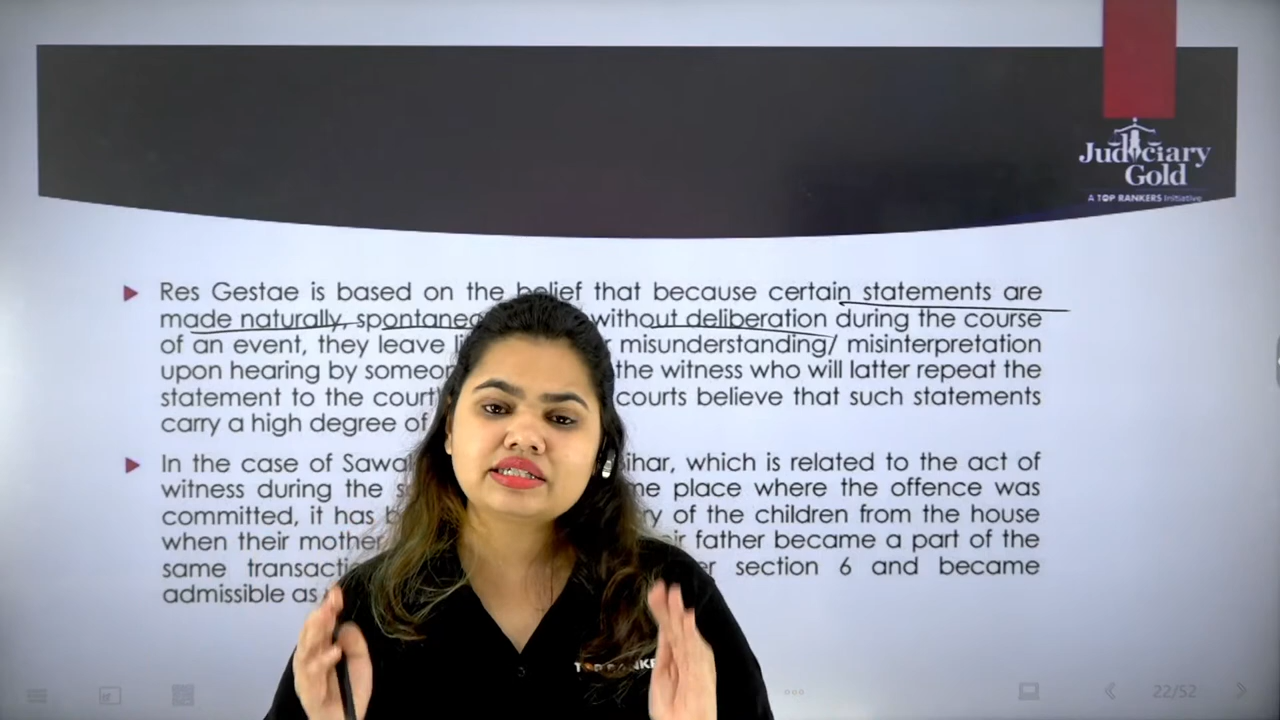 Judiciary
Gold
A TOP RANKERS Initiative
Res Gestae is based on the belief that because certain statements are
made naturally, without deliberation during the course
of an event, they leave misunderstanding/ misinterpretation
upon hearing by the witness who will latter repeat the
statement to the court courts believe that such statements
carry a high degree of
In the case of which is related to the act of
witness during the place where the offence was
committed, it has of the children from the house
when their mother father became a part of the
same section 6 and became
admissible as
TOP RANKE
22/52